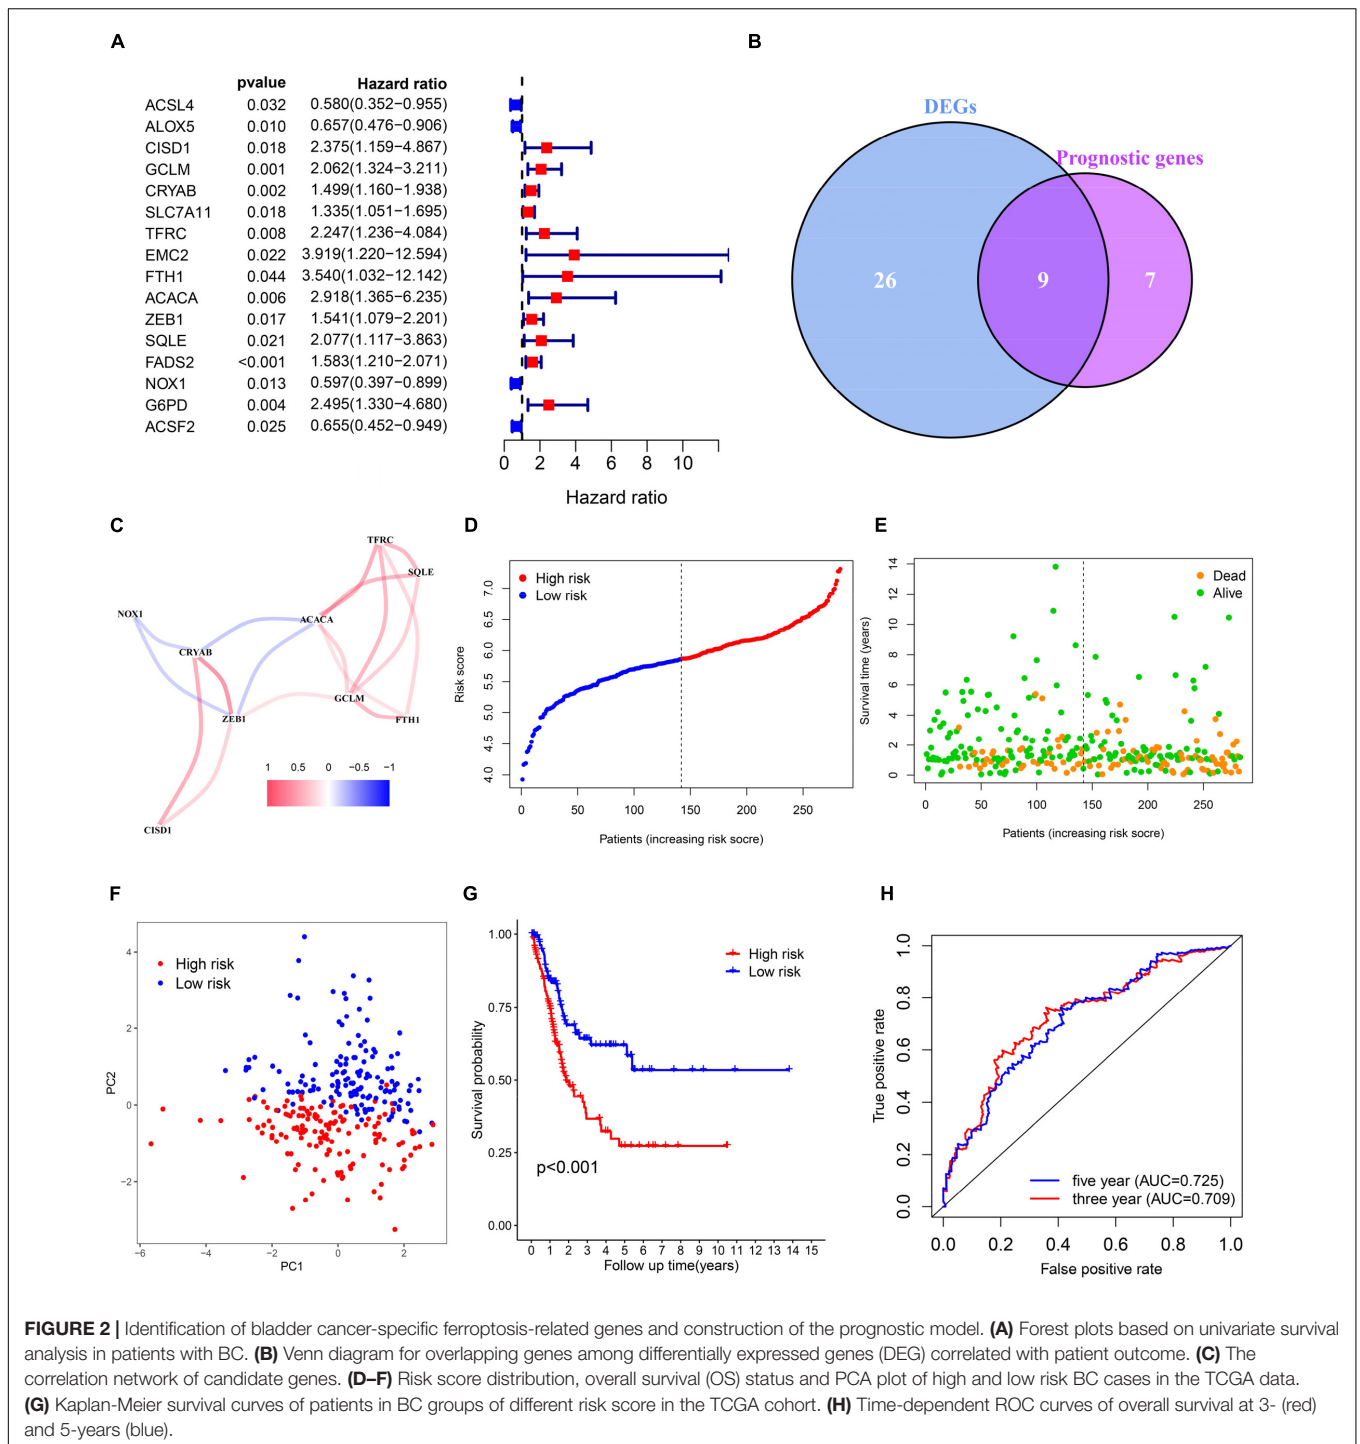 A
pvalue Hazard ratio
ACSL4 0.032 0.580(0.352−0.955)
ALOX5 0.010 0.657(0.476−0.906)
CISD1 0.018 2.375(1.159−4.867)
GCLM 0.001 2.062(1.324−3.211)
CRYAB 0.002 1.499(1.160−1.938)
SLC7A11 0.018 1.335(1.051−1.695)
TFRC 0.008 2.247(1.236−4.084)
EMC2 0.022 3.919(1.220−12.594)
FTH1 0.044 3.540(1.032−12.142)
ACACA 0.006 2.918(1.365−6.235)
ZEB1 0.017 1.541(1.079−2.201)
SQLE 0.021 2.077(1.117−3.863)
FADS2 <0.001 1.583(1.210−2.071)
NOX1 0.013 0.597(0.397−0.899)
G6PD 0.004 2.495(1.330−4.680)
ACSF2 0.025 0.655(0.452−0.949)
0 2 4 6 8 10
Hazard ratio
B
DEGs
Prognostic genes
26 9 7
C
TFRC
SQLE
NOX1
ACACA
CRYAB
GCLM
ZEB1
FTH1
1 0.5 0 −0.5 −1
CISD1
D
High risk
Low risk
Risk score
7.0
6.5
6.0
5.5
5.0
4.5
4.0
0 50 100 150 200 250
Patients (increasing risk socre)
E
Dead
Alive
Survival time (years)
14
12
10
8
6
4
2
0
0 50 100 150 200 250
Patients (increasing risk socre)
F
High risk
Low risk
PC2
4
2
0
−2
−6 −4 −2 0 2
PC1
G
High risk
Low risk
Survival probability
1.00
0.75
0.50
0.25
0.00
p<0.001
0 1 2 3 4 5 6 7 8 9 10 11 12 13 14 15
Follow up time(years)
H
True positive rate
1.0
0.8
0.6
0.4
0.2
0.0
five year (AUC=0.725)
three year (AUC=0.709)
0.0 0.2 0.4 0.6 0.8 1.0
False positive rate
FIGURE 2 | Identification of bladder cancer-specific ferroptosis-related genes and construction of the prognostic model. (A) Forest plots based on univariate survival
analysis in patients with BC. (B) Venn diagram for overlapping genes among differentially expressed genes (DEG) correlated with patient outcome. (C) The
correlation network of candidate genes. (D–F) Risk score distribution, overall survival (OS) status and PCA plot of high and low risk BC cases in the TCGA data.
(G) Kaplan-Meier survival curves of patients in BC groups of different risk score in the TCGA cohort. (H) Time-dependent ROC curves of overall survival at 3- (red)
and 5-years (blue).